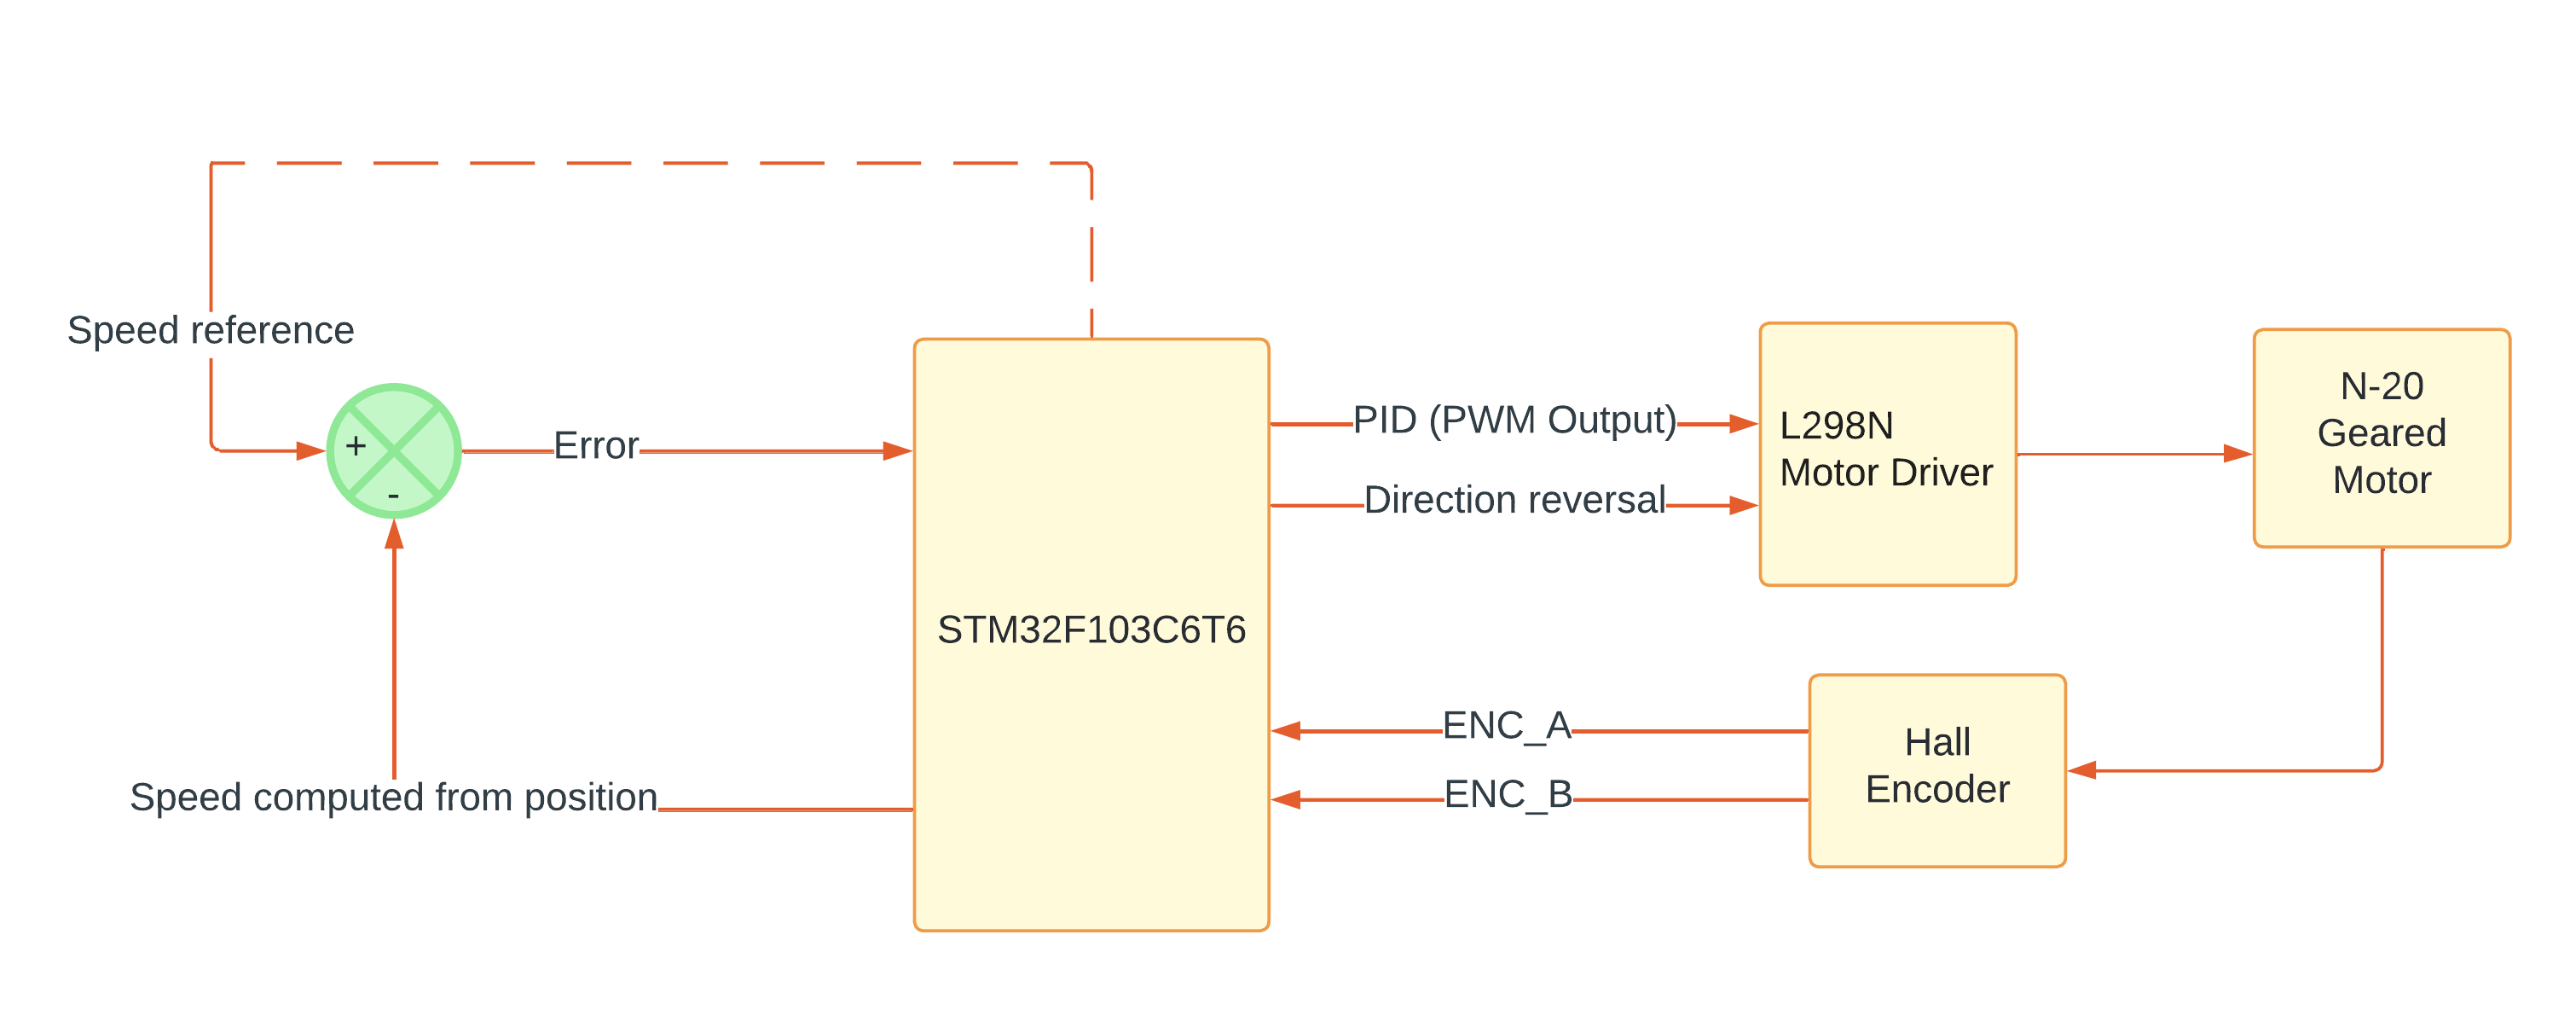 Speed reference
+
-
Error
STM32F103C6T6
PID (PWM Output)
Direction reversal
L298N
Motor Driver
N-20
Geared
Motor
ENC_A
ENC_B
Hall
Encoder
Speed computed from position